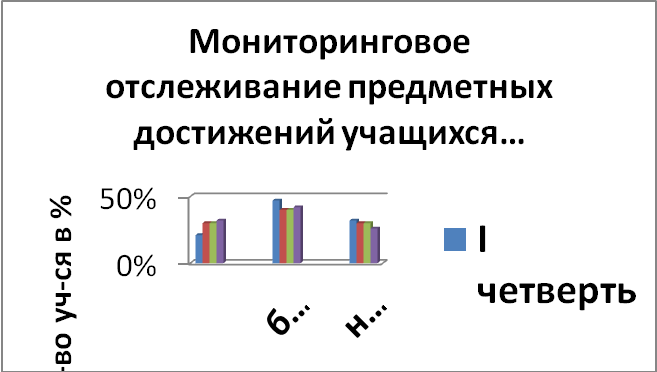 Мониторинговое
отслеживание предметных
достижений учащихся...
-во уч-ся в %
50%
0%
б...
н...
I
четверть